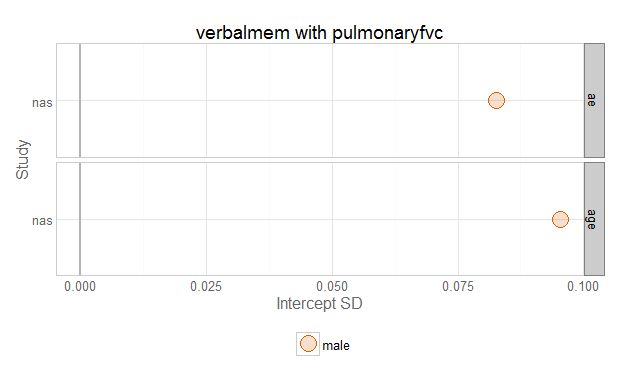 verbalmem with pulmonaryfvc
Study
nas
ae
nas
age
0.000 0.025 0.050 0.075 0.100
Intercept SD
male